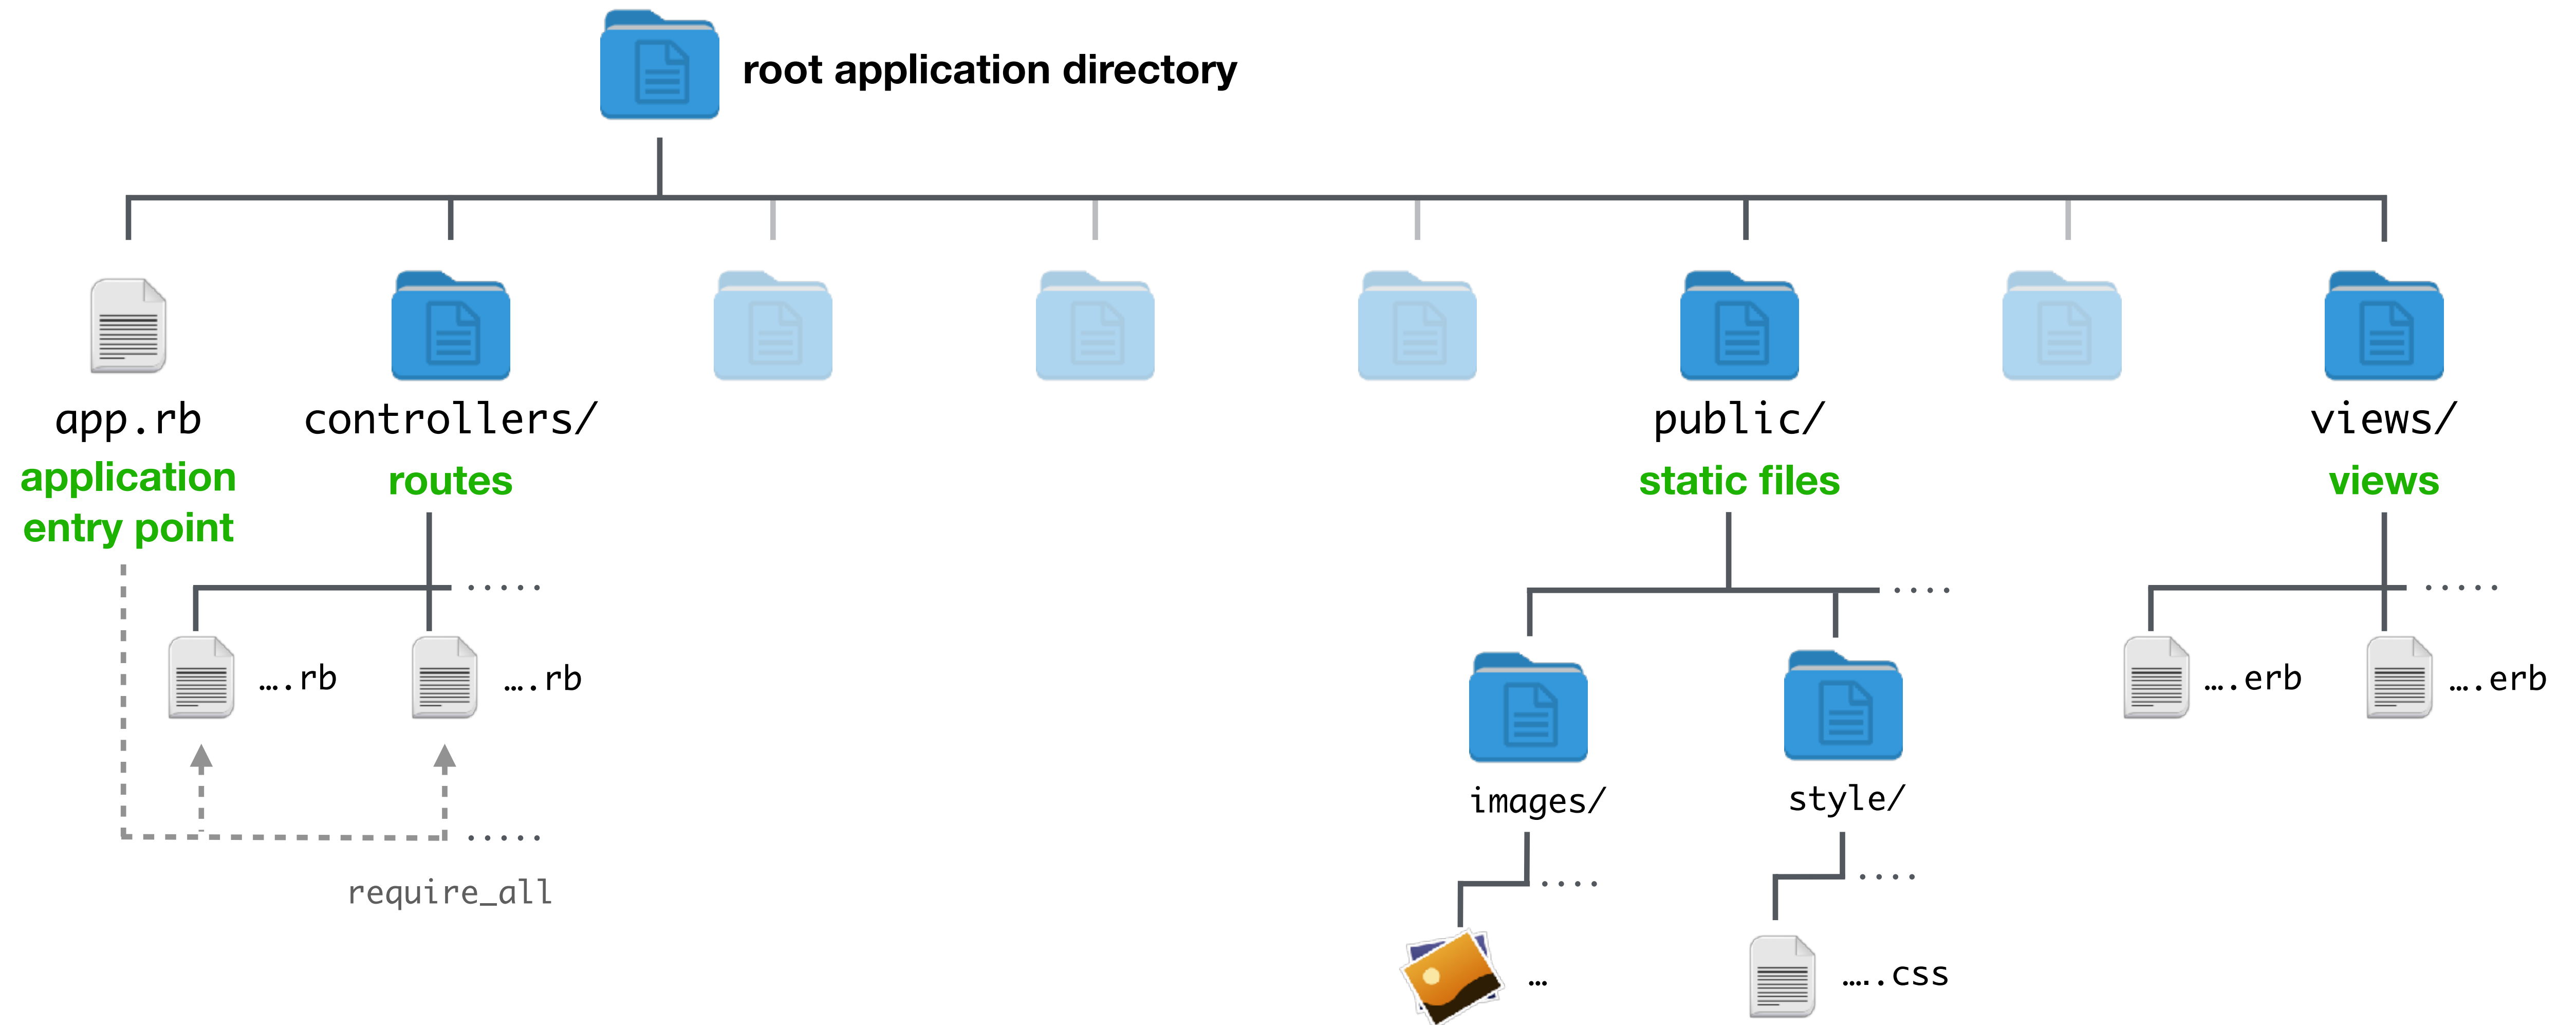 root application directory
app.rb
application
entry point
controllers/
routes
public/
static files
views/
views
….rb
….rb
require_all
images/
style/
…
…..css
….erb
….erb